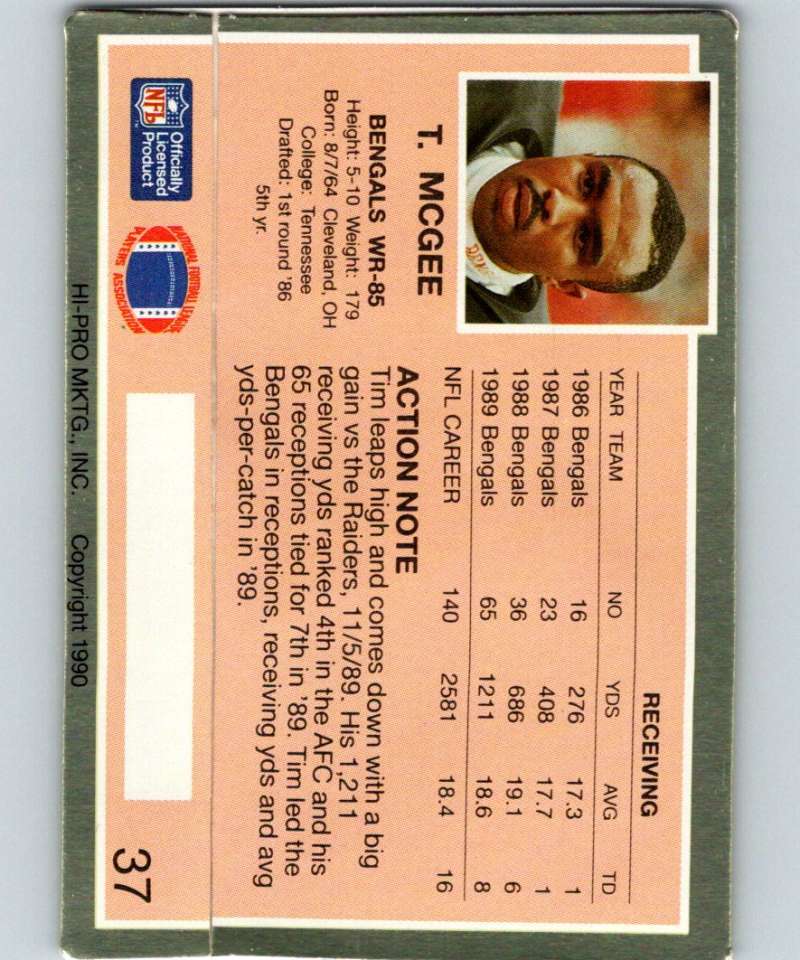 T. MCGEE
BENGALS WR-85
Height: 5-10 Weight: 179
Born: 8/7/64 Cleveland, OH
College: Tennessee
Drafted: 1st round '86
5th yr.
RECEIVING
YEAR TEAM NO YDS AVG TD
1986 Bengals 16 276 17.3 1
1987 Bengals 23 408 17.7 1
1988 Bengals 36 686 19.1 6
1989 Bengals 65 1211 18.6 8
NFL CAREER 140 2581 18.4 16
ACTION NOTE
Tim leaps high and comes down with a big
gain vs the Raiders, 11/5/89. His 1,211
receiving yds ranked 4th in the AFC and his
65 receptions tied for 7th in '89. Tim led the
Bengals in receptions, receiving yds and avg
yds-per-catch in '89.
NFL
Officially
Licensed
Product
NATIONAL FOOTBALL LEAGUE
PLAYERS ASSOCIATION
37
HI-PRO MKTG., INC. Copyright 1990